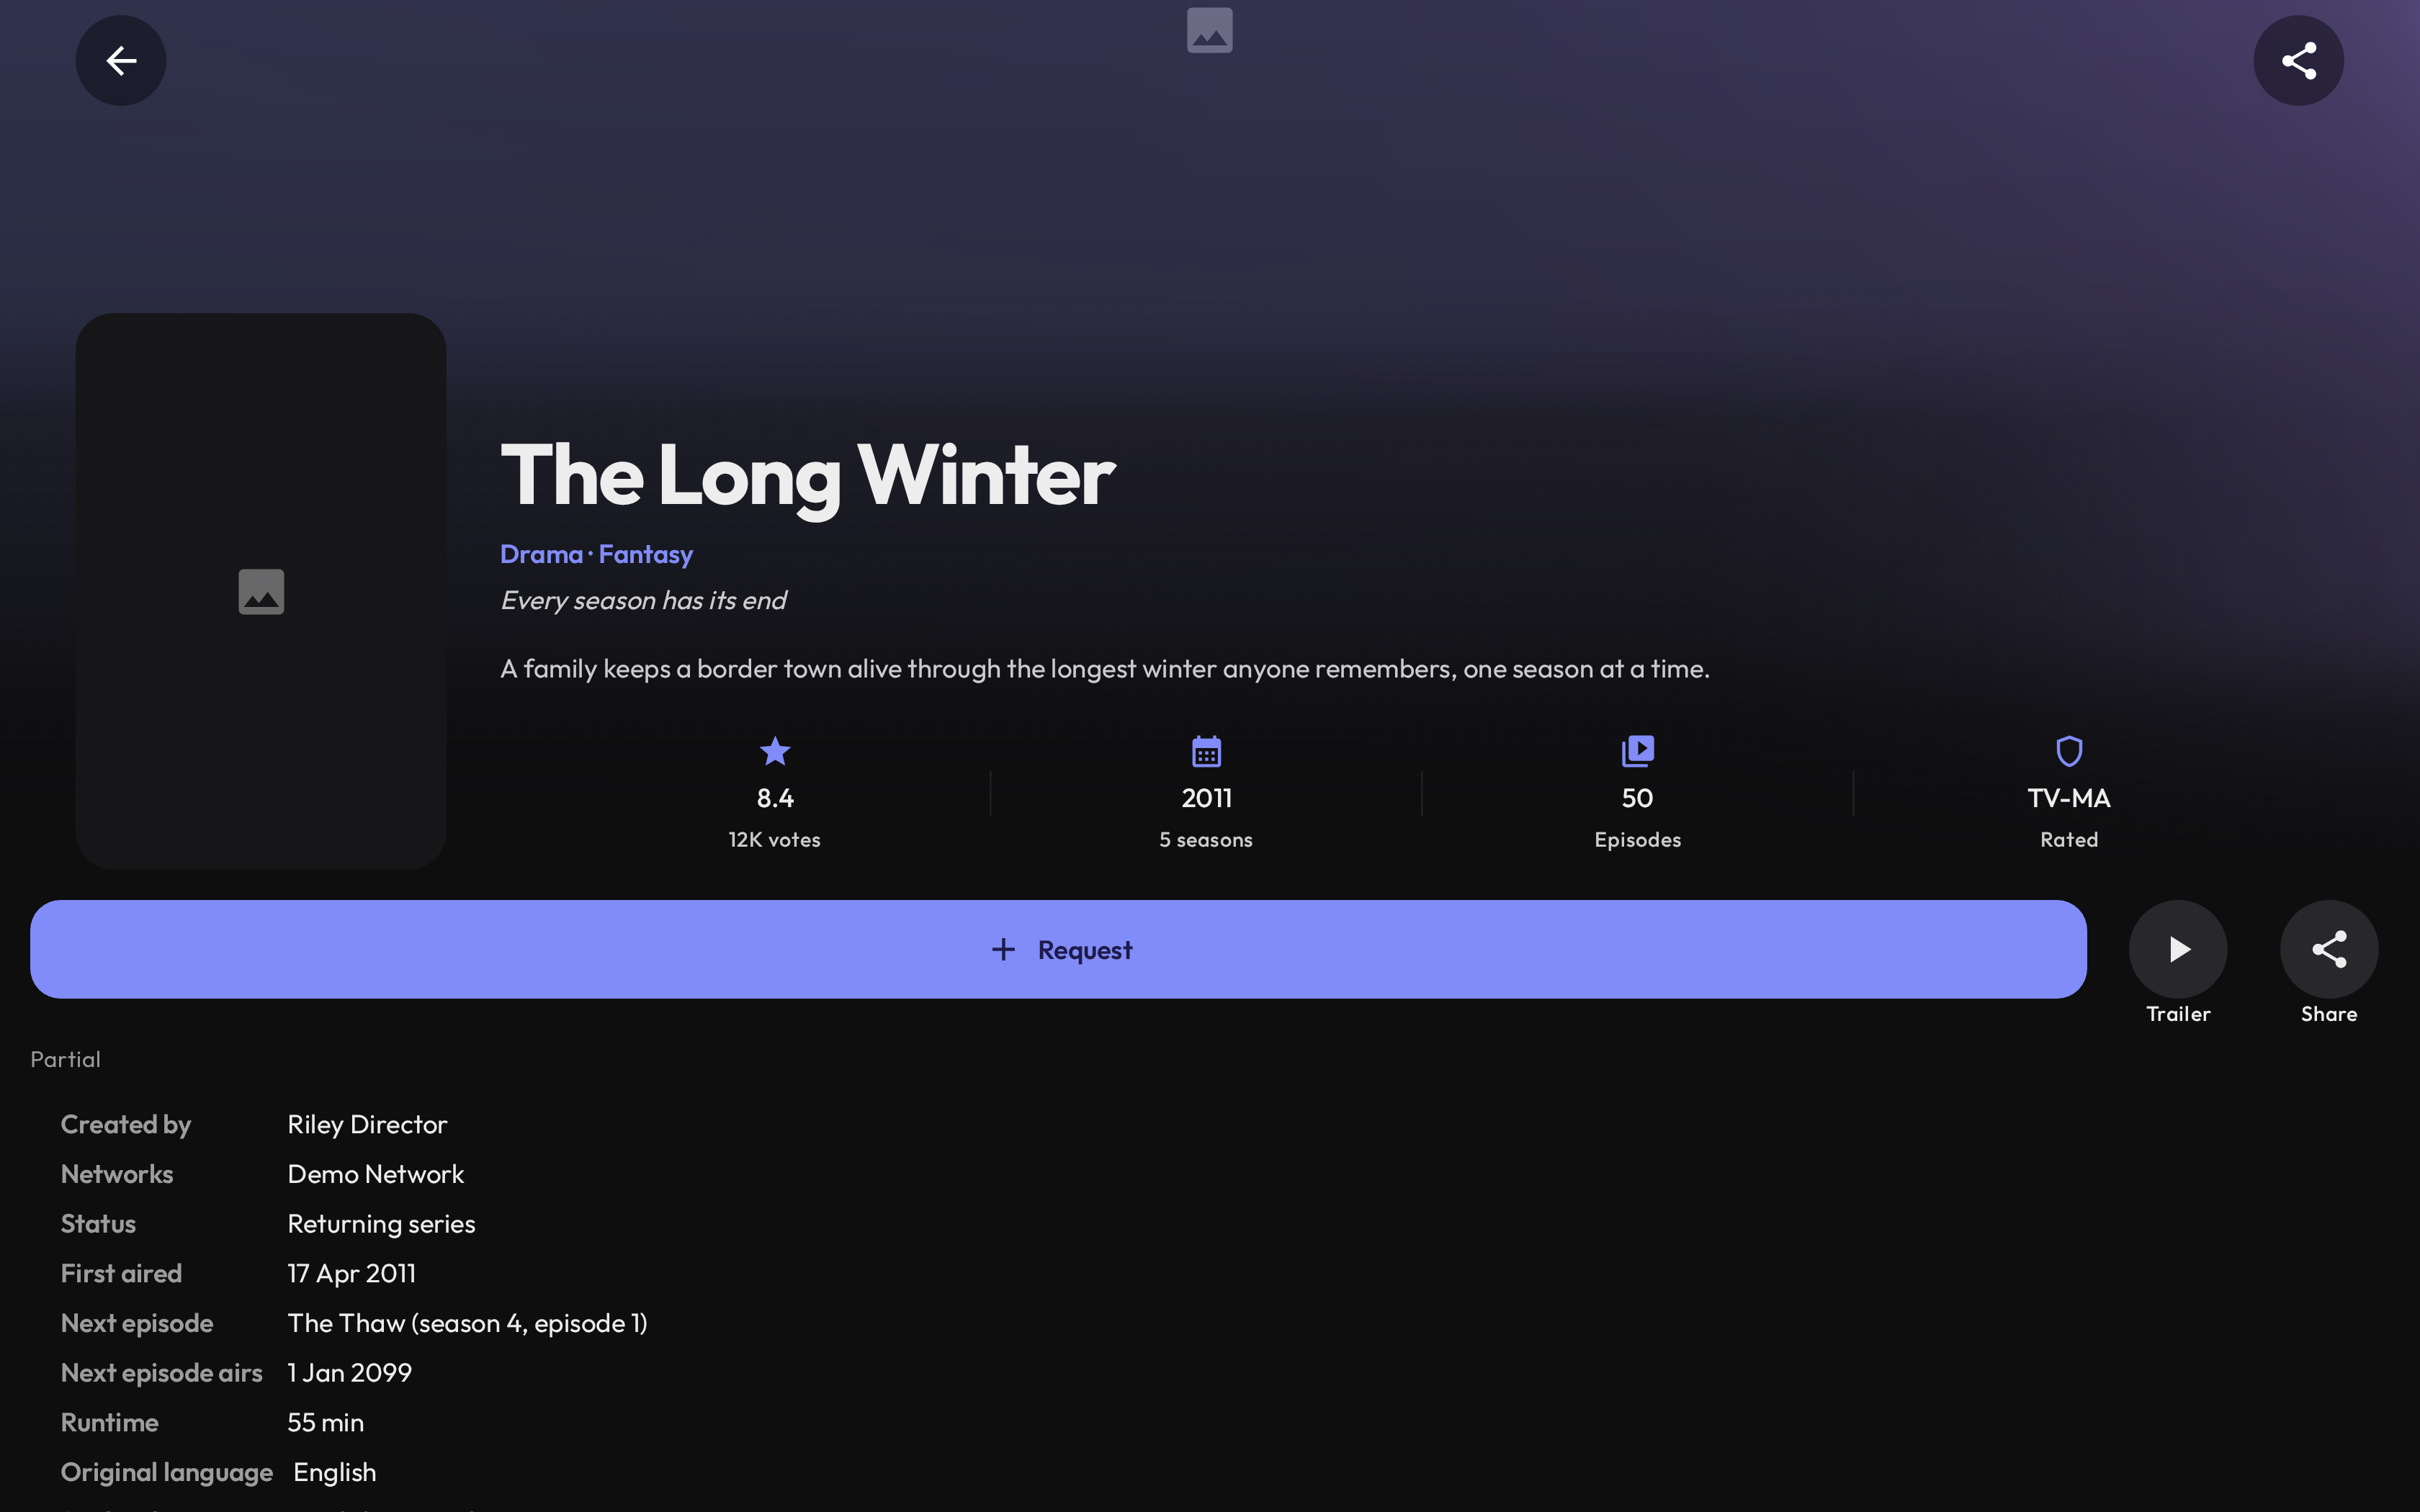 The Long Winter
Drama · Fantasy
Every season has its end
A family keeps a border town alive through the longest winter anyone remembers, one season at a time.
8.4
12K votes
2011
5 seasons
50
Episodes
TV-MA
Rated
Request
Trailer
Share
Partial
Created by Riley Director
Networks Demo Network
Status Returning series
First aired 17 Apr 2011
Next episode The Thaw (season 4, episode 1)
Next episode airs 1 Jan 2099
Runtime 55 min
Original language English